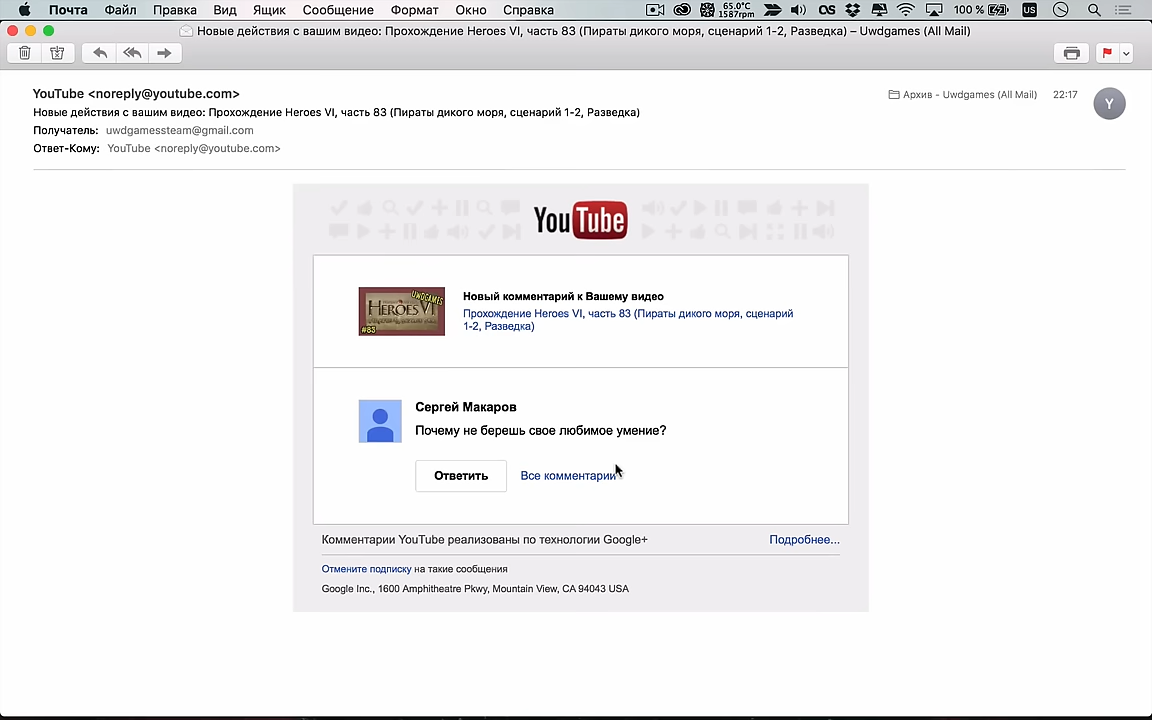 Почта Файл Правка Вид Ящик Сообщение Формат Окно Справка 65.0°C 1587rpm 100 % US
Новые действия с вашим видео: Прохождение Heroes VI, часть 83 (Пираты дикого моря, сценарий 1-2, Разведка) – Uwdgames (All Mail)
YouTube <noreply@youtube.com> Архив - Uwdgames (All Mail) 22:17 Y
Новые действия с вашим видео: Прохождение Heroes VI, часть 83 (Пираты дикого моря, сценарий 1-2, Разведка)
Получатель: uwdgamessteam@gmail.com
Ответ-Кому: YouTube <noreply@youtube.com>
YouTube
UWDGAMES
HEROES VI
#83
Новый комментарий к Вашему видео
Прохождение Heroes VI, часть 83 (Пираты дикого моря, сценарий
1-2, Разведка)
Сергей Макаров
Почему не берешь свое любимое умение?
Ответить Все комментарии
Комментарии YouTube реализованы по технологии Google+ Подробнее...
Отмените подписку на такие сообщения
Google Inc., 1600 Amphitheatre Pkwy, Mountain View, CA 94043 USA